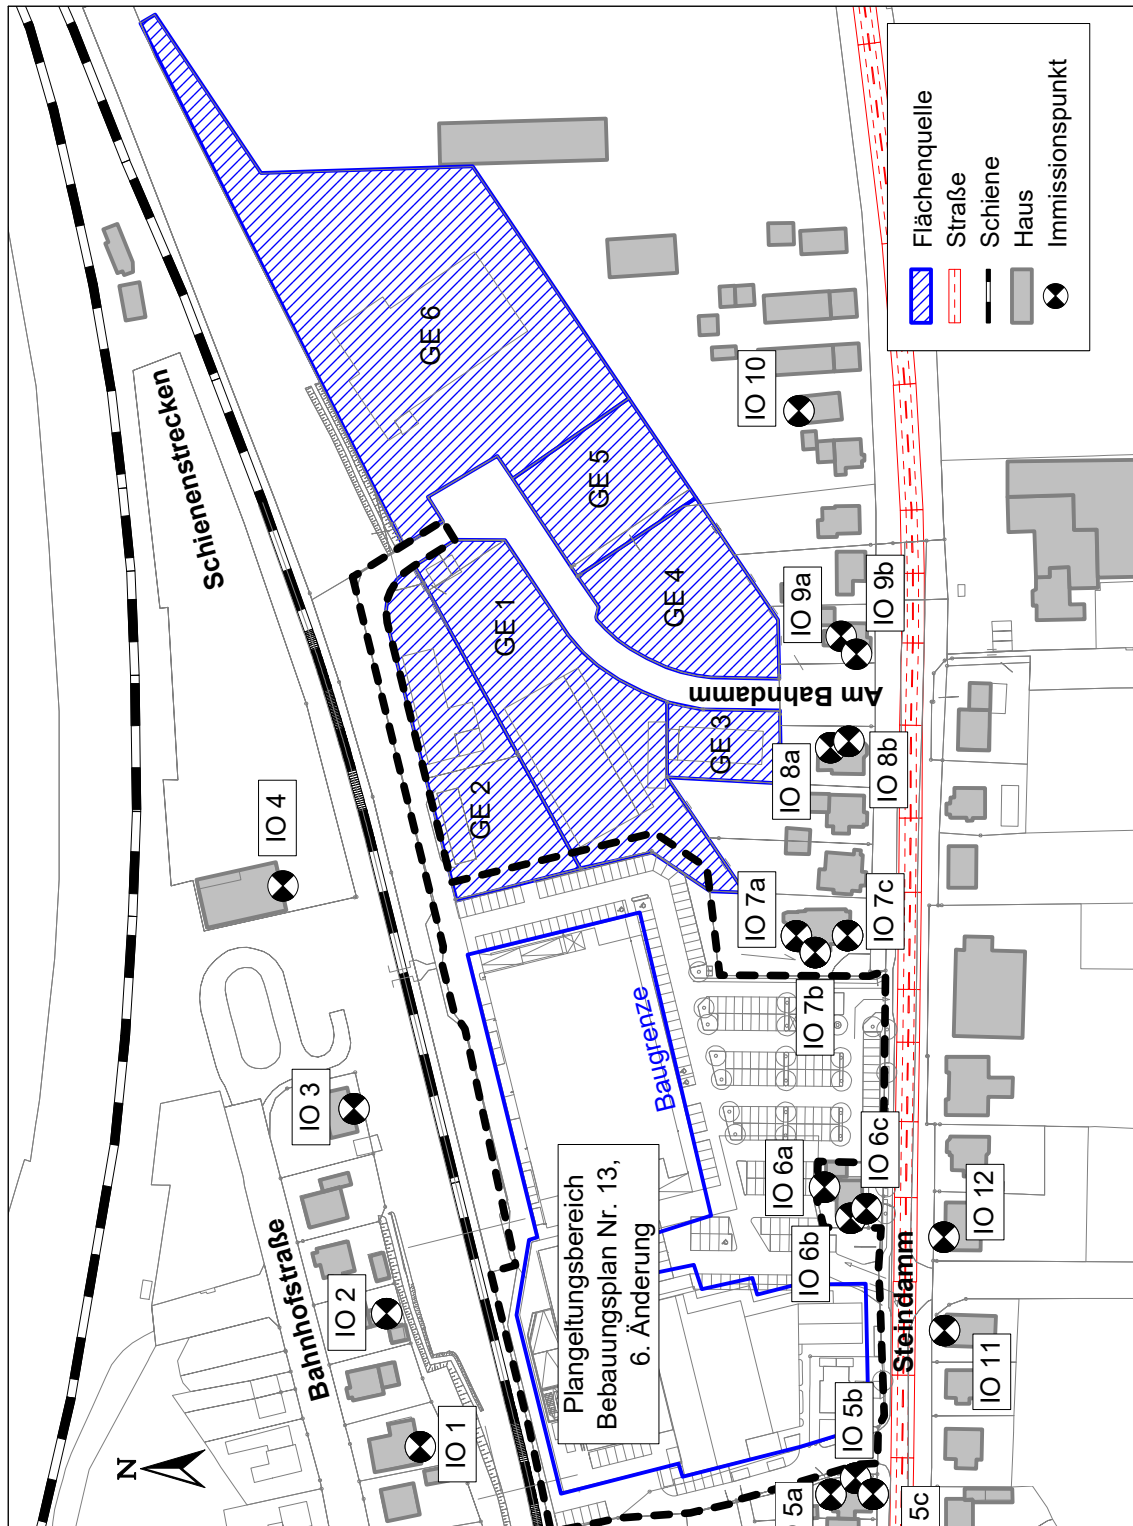 Schienenstrecken
Bahnhofstraße
N
IO 1
IO 2
IO 3
IO 4
GE 6
GE 5
GE 4
GE 1
GE 2
GE 3
Am Bahndamm
Baugrenze
Plangeltungsbereich
Bebauungsplan Nr. 13,
6. Änderung
IO 10
IO 9a
IO 9b
IO 8a
IO 8b
IO 7a
IO 7b
IO 7c
IO 6a
IO 6b
IO 6c
IO 5b
5a
5c
Steindamm
IO 12
IO 11
Flächenquelle
Straße
Schiene
Haus
Immissionspunkt